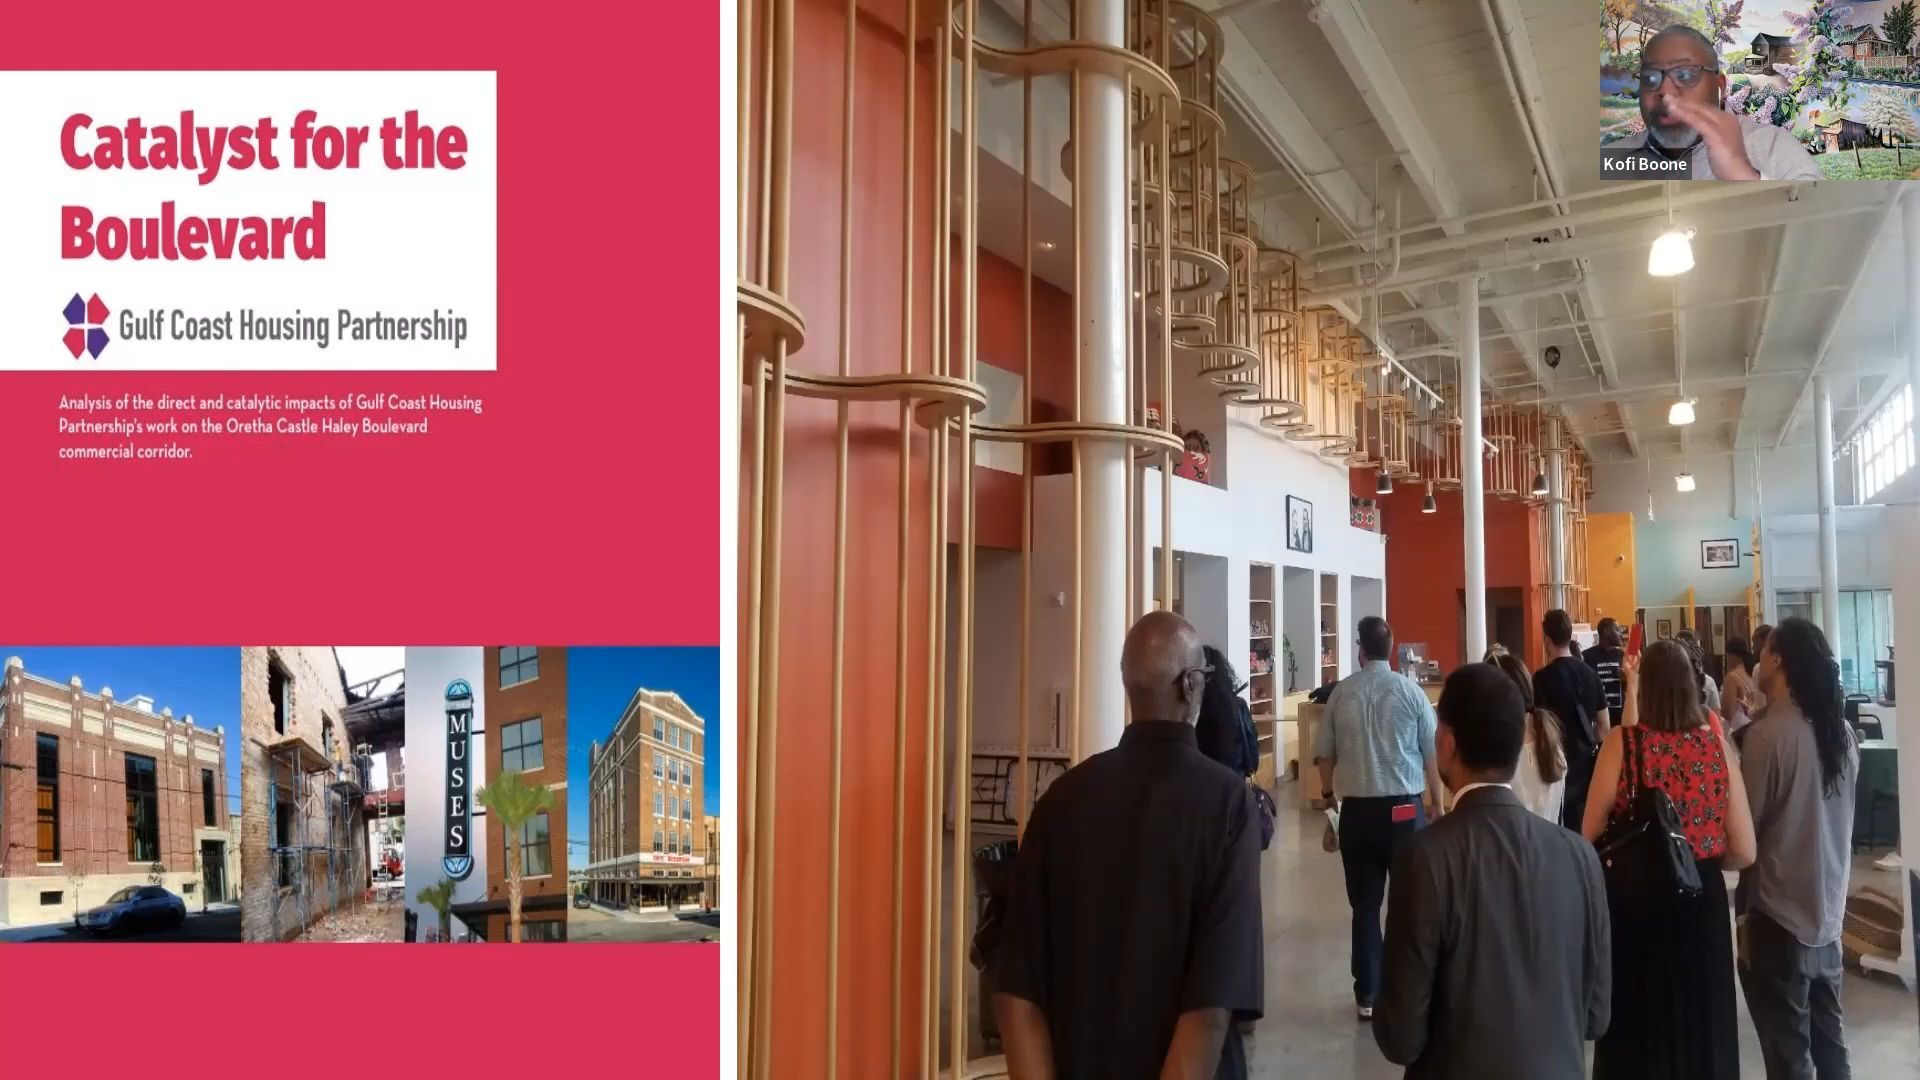 Catalyst for the
Boulevard
Gulf Coast Housing Partnership
Analysis of the direct and catalytic impacts of Gulf Coast Housing
Partnership's work on the Oretha Castle Haley Boulevard
commercial corridor.
MUSES
Kofi Boone